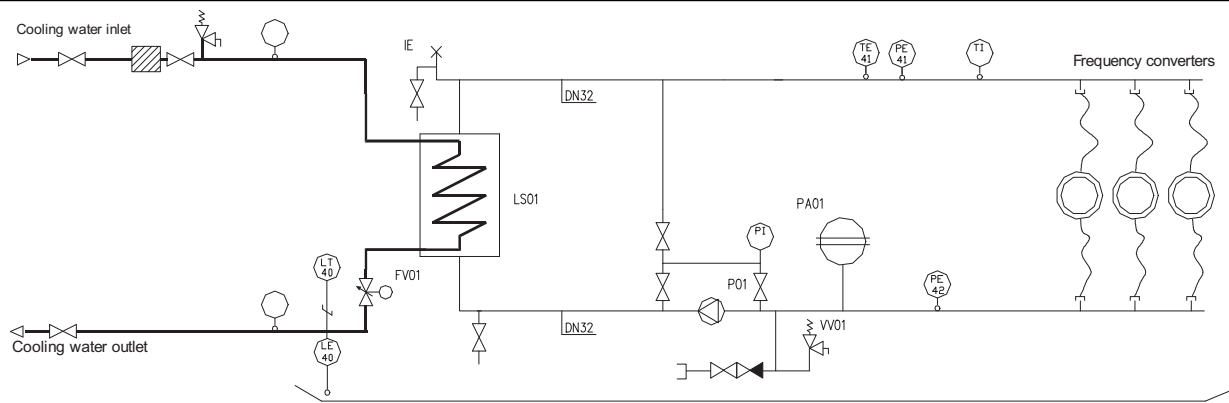 Cooling water inlet
IE
TE
41
PE
41
TI
Frequency converters
DN32
LS01
PA01
PI
LT
40
FV01
P01
PE
42
DN32
VV01
Cooling water outlet
LE
40